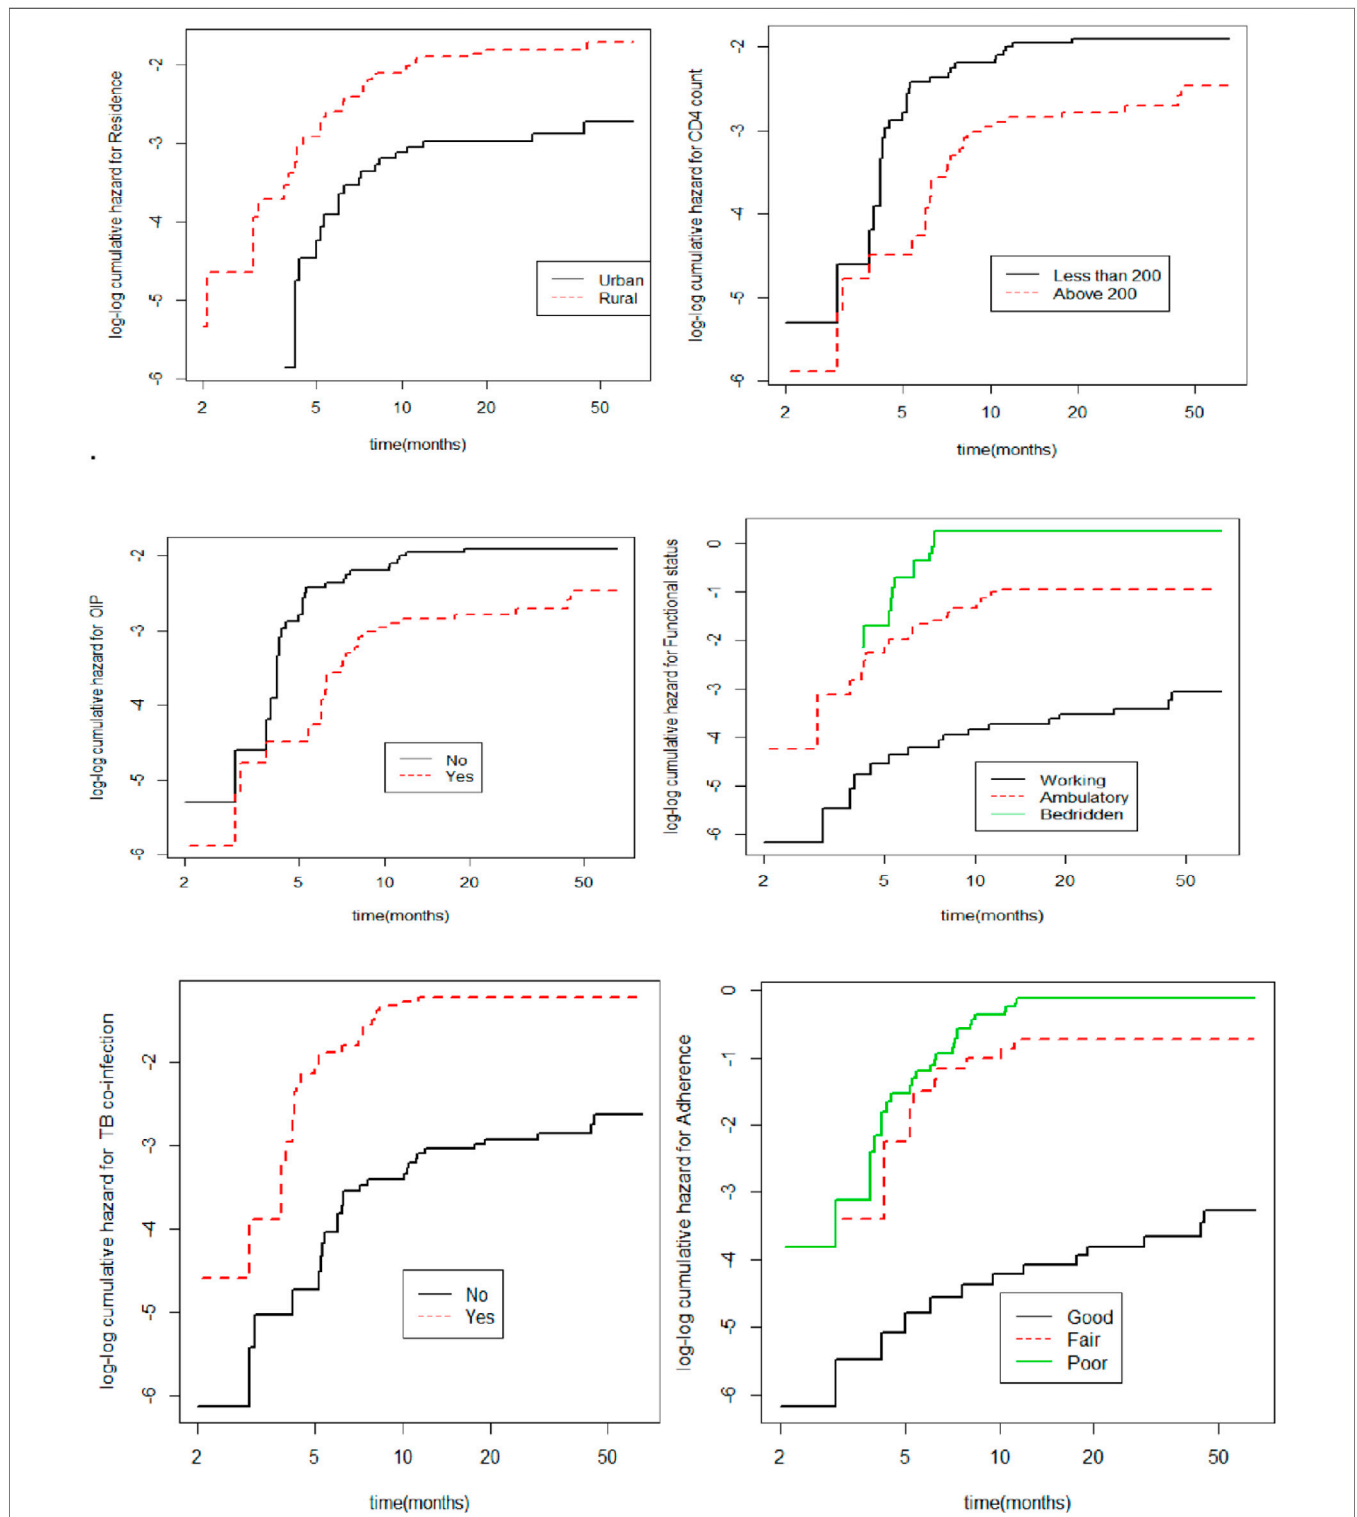 log-log cumulative hazard for Residence
-2
-3
-4
-5
-6
Urban
Rural
2 5 10 20 50
time(months)
log-log cumulative hazard for CD4 count
-2
-3
-4
-5
-6
Less than 200
Above 200
2 5 10 20 50
time(months)
log-log cumulative hazard for OIP
-2
-3
-4
-5
-6
No
Yes
2 5 10 20 50
time(months)
log-log cumulative hazard for Functional status
0
-1
-2
-3
-4
-5
-6
Working
Ambulatory
Bedridden
2 5 10 20 50
time(months)
log-log cumulative hazard for TB co-infection
-2
-3
-4
-5
-6
No
Yes
2 5 10 20 50
time(months)
log-log cumulative hazard for Adherence
0
-1
-2
-3
-4
-5
-6
Good
Fair
Poor
2 5 10 20 50
time(months)